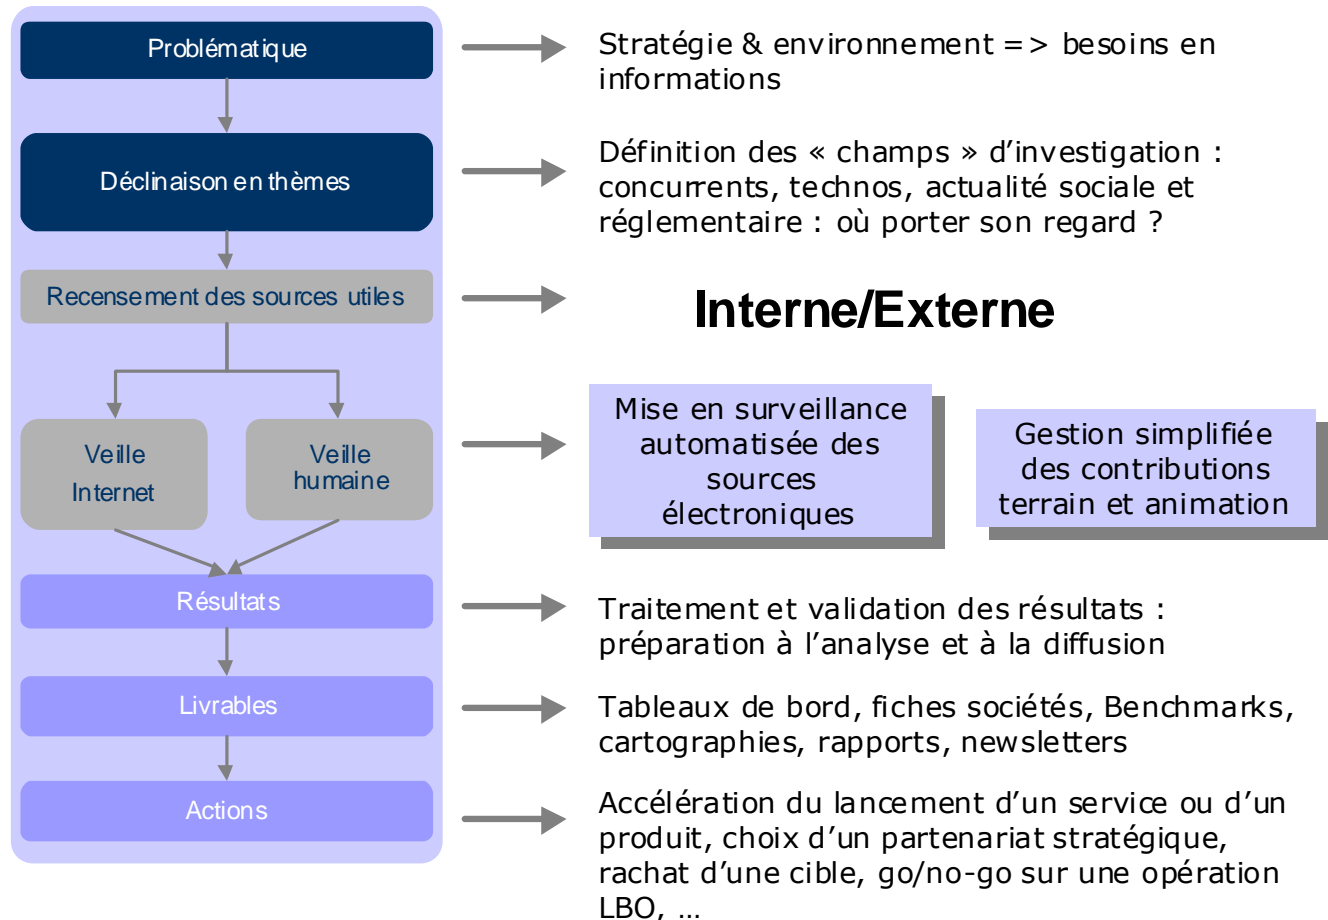 Problématique
Stratégie & environnement => besoins en
informations
Déclinaison en thèmes
Définition des « champs » d’investigation :
concurrents, technos, actualité sociale et
réglementaire : où porter son regard ?
Recensement des sources utiles
Interne/Externe
Veille
Internet
Veille
humaine
Mise en surveillance
automatisée des
sources
électroniques
Gestion simplifiée
des contributions
terrain et animation
Résultats
Traitement et validation des résultats :
préparation à l’analyse et à la diffusion
Livrables
Tableaux de bord, fiches sociétés, Benchmarks,
cartographies, rapports, newsletters
Actions
Accélération du lancement d’un service ou d’un
produit, choix d’un partenariat stratégique,
rachat d’une cible, go/no-go sur une opération
LBO, …